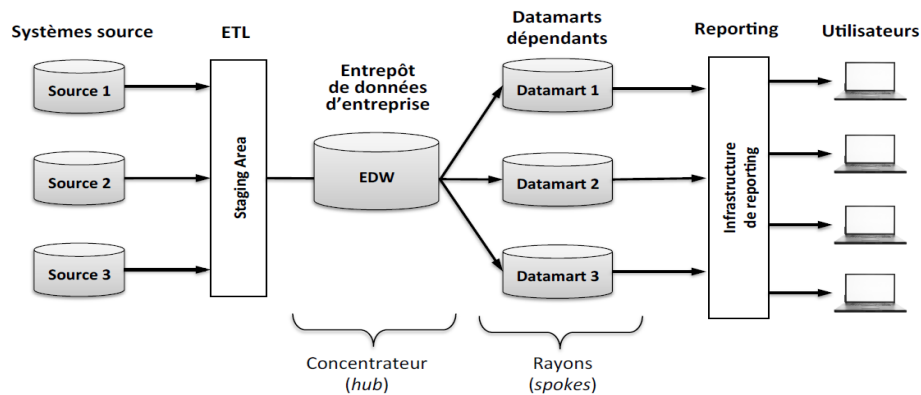 Systèmes source
ETL
Entrepôt
de données
d'entreprise
Datamarts
dépendants
Reporting
Utilisateurs
Source 1
Source 2
Source 3
Staging Area
EDW
Datamart 1
Datamart 2
Datamart 3
Infrastructure
de reporting
Concentrateur
(hub)
Rayons
(spokes)